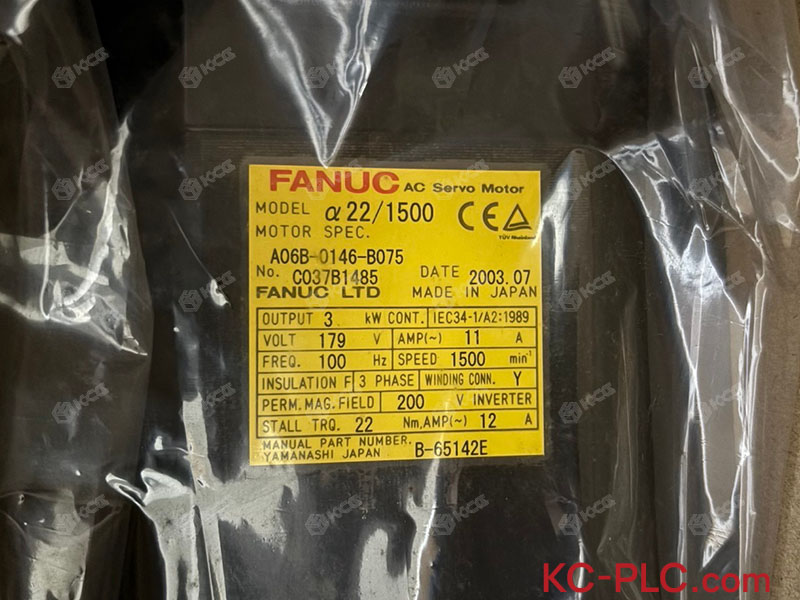 FANUC AC Servo Motor
MODEL α22/1500 CE TÜV
MOTOR SPEC.
A06B-0146-B075
No. C037B1485 DATE 2003.07
FANUC LTD MADE IN JAPAN
OUTPUT 3 kW CONT. IEC34-1/A2:1989
VOLT 179 V AMP(~) 11 A
FREQ. 100 Hz SPEED 1500 min⁻¹
INSULATION F 3 PHASE WINDING CONN. Y
PERM. MAG. FIELD 200 V INVERTER
STALL TRQ. 22 Nm, AMP(~) 12 A
MANUAL PART NUMBER.
YAMANASHI JAPAN B-65142E
KC-PLC.com